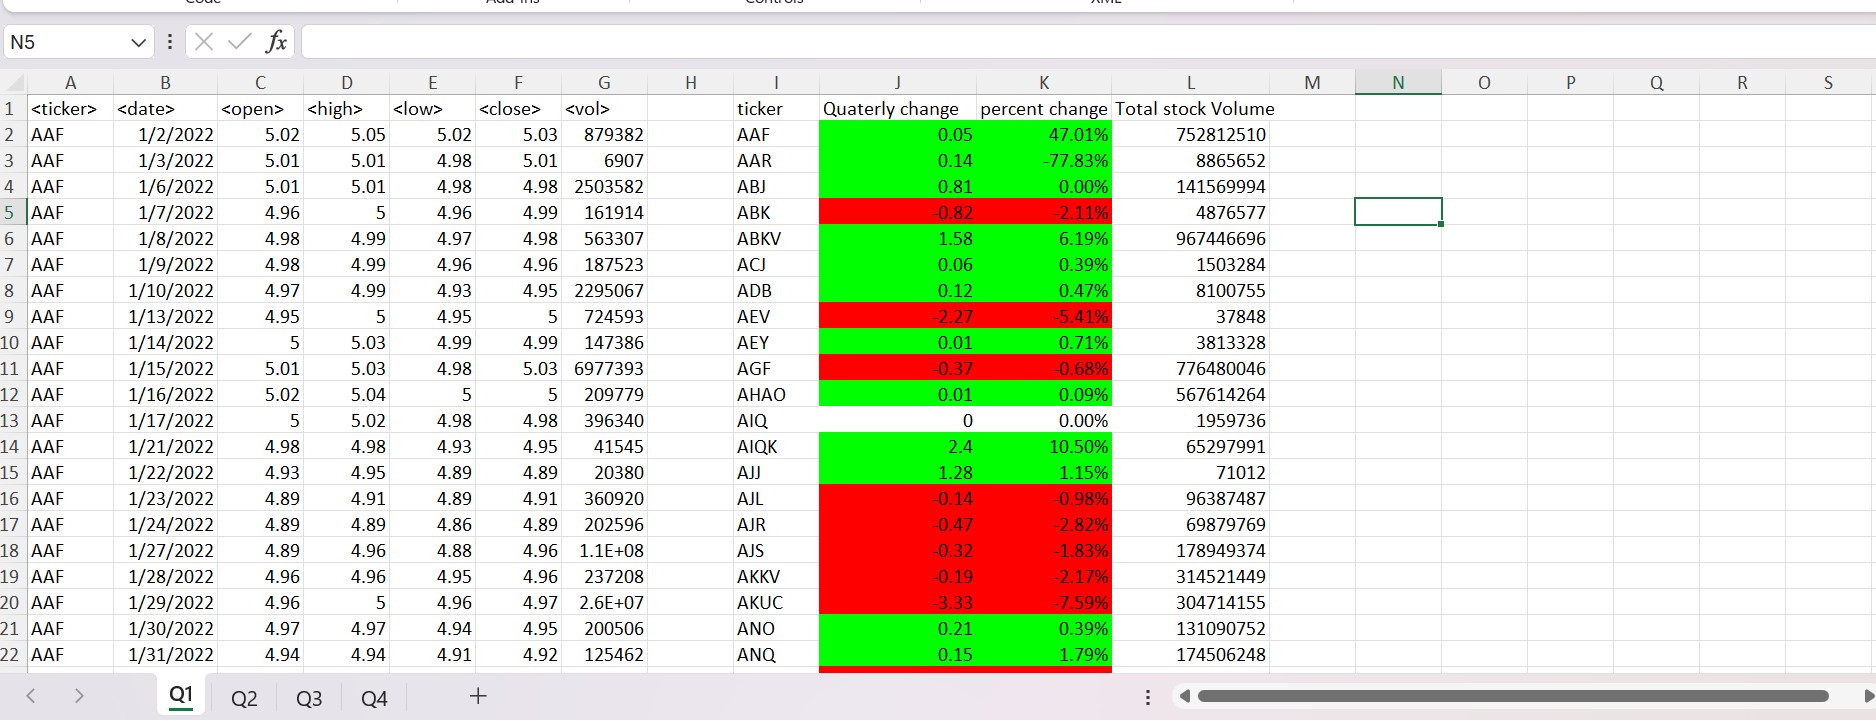 N5 fx
A B C D E F G H I J K L M N O P Q R S
1 <ticker> <date> <open> <high> <low> <close> <vol> ticker Quaterly change percent change Total stock Volume
2 AAF 1/2/2022 5.02 5.05 5.02 5.03 879382 AAF 0.05 47.01% 752812510
3 AAF 1/3/2022 5.01 5.01 4.98 5.01 6907 AAR 0.14 -77.83% 8865652
4 AAF 1/6/2022 5.01 5.01 4.98 4.98 2503582 ABJ 0.81 0.00% 141569994
5 AAF 1/7/2022 4.96 5 4.96 4.99 161914 ABK -0.82 -2.11% 4876577
6 AAF 1/8/2022 4.98 4.99 4.97 4.98 563307 ABKV 1.58 6.19% 967446696
7 AAF 1/9/2022 4.98 4.99 4.96 4.96 187523 ACJ 0.06 0.39% 1503284
8 AAF 1/10/2022 4.97 4.99 4.93 4.95 2295067 ADB 0.12 0.47% 8100755
9 AAF 1/13/2022 4.95 5 4.95 5 724593 AEV -2.27 -5.41% 37848
10 AAF 1/14/2022 5 5.03 4.99 4.99 147386 AEY 0.01 0.71% 3813328
11 AAF 1/15/2022 5.01 5.03 4.98 5.03 6977393 AGF -0.37 -0.68% 776480046
12 AAF 1/16/2022 5.02 5.04 5 5 209779 AHAO 0.01 0.09% 567614264
13 AAF 1/17/2022 5 5.02 4.98 4.98 396340 AIQ 0 0.00% 1959736
14 AAF 1/21/2022 4.98 4.98 4.93 4.95 41545 AIQK 2.4 10.50% 65297991
15 AAF 1/22/2022 4.93 4.95 4.89 4.89 20380 AJJ 1.28 1.15% 71012
16 AAF 1/23/2022 4.89 4.91 4.89 4.91 360920 AJL -0.14 -0.98% 96387487
17 AAF 1/24/2022 4.89 4.89 4.86 4.89 202596 AJR -0.47 -2.82% 69879769
18 AAF 1/27/2022 4.89 4.96 4.88 4.96 1.1E+08 AJS -0.32 -1.83% 178949374
19 AAF 1/28/2022 4.96 4.96 4.95 4.96 237208 AKKV -0.19 -2.17% 314521449
20 AAF 1/29/2022 4.96 5 4.96 4.97 2.6E+07 AKUC -3.33 -7.59% 304714155
21 AAF 1/30/2022 4.97 4.97 4.94 4.95 200506 ANO 0.21 0.39% 131090752
22 AAF 1/31/2022 4.94 4.94 4.91 4.92 125462 ANQ 0.15 1.79% 174506248
Q1 Q2 Q3 Q4